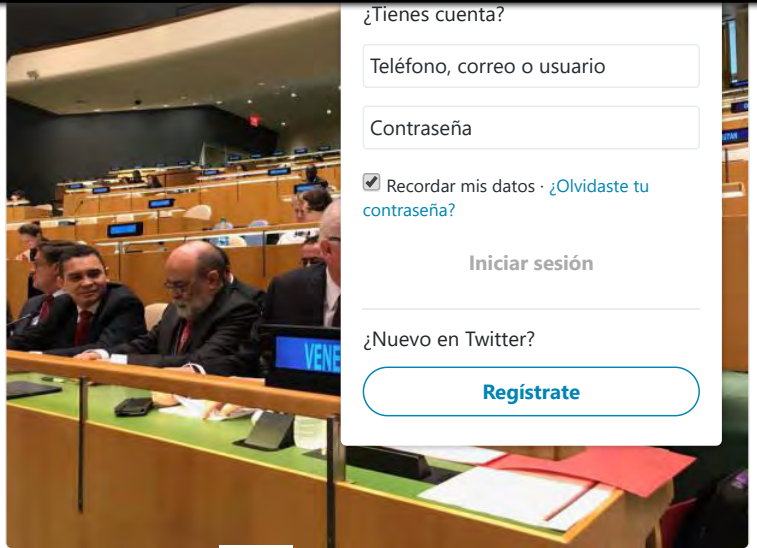 ¿Tienes cuenta?
Teléfono, correo o usuario
Contraseña
Recordar mis datos · ¿Olvidaste tu
contraseña?
Iniciar sesión
¿Nuevo en Twitter?
Regístrate
VENE